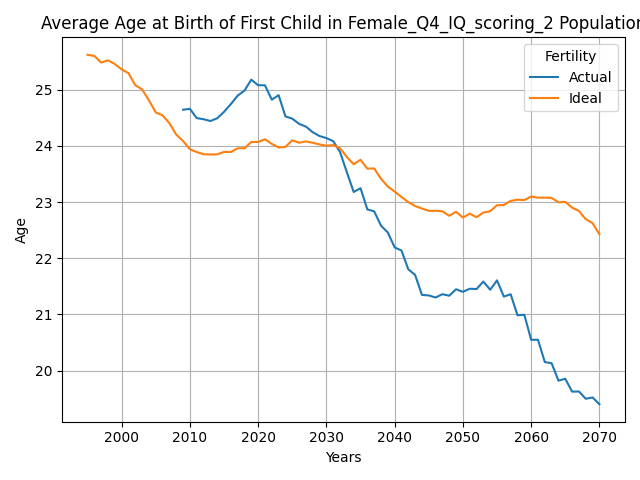 Average Age at Birth of First Child in Female_Q4_IQ_scoring_2 Population
Fertility
Actual
Ideal
Age
25
24
23
22
21
20
2000 2010 2020 2030 2040 2050 2060 2070
Years